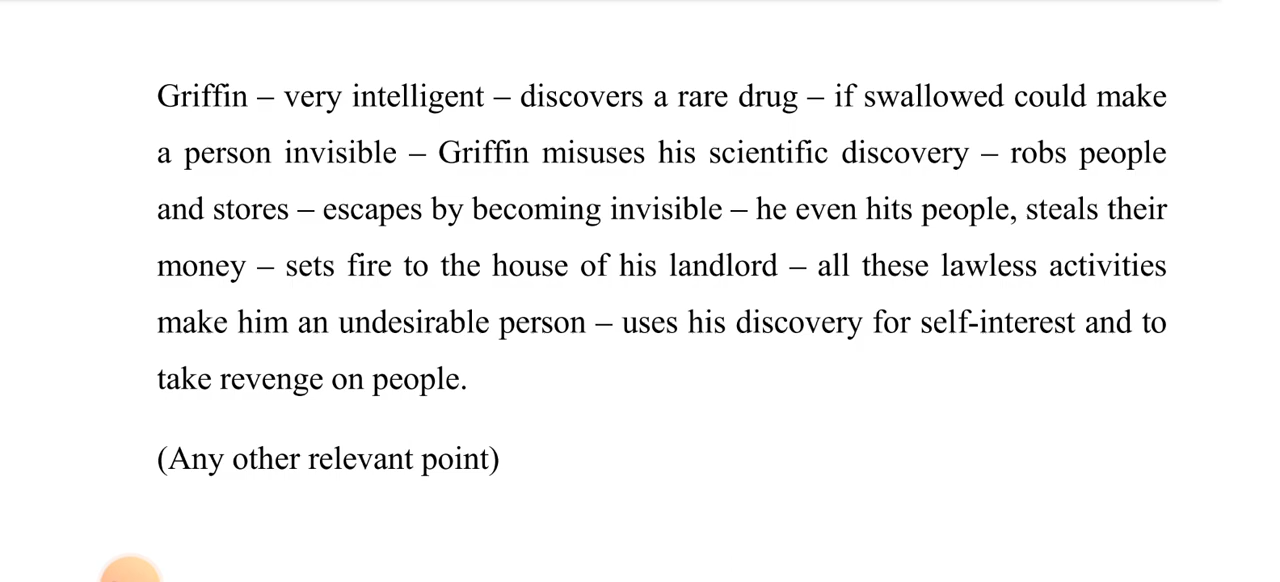 Griffin – very intelligent – discovers a rare drug – if swallowed could make
a person invisible – Griffin misuses his scientific discovery – robs people
and stores – escapes by becoming invisible – he even hits people, steals their
money – sets fire to the house of his landlord – all these lawless activities
make him an undesirable person – uses his discovery for self-interest and to
take revenge on people.
(Any other relevant point)